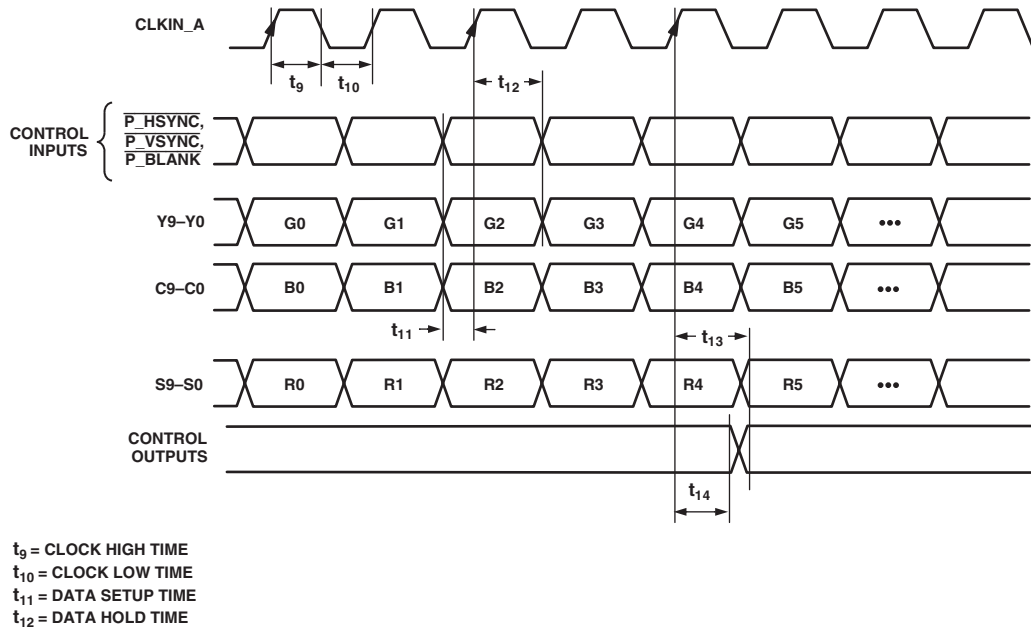 CLKIN_A
t9
t10
t12
CONTROL
INPUTS
P_HSYNC,
P_VSYNC,
P_BLANK
Y9–Y0
G0 G1 G2 G3 G4 G5 •••
C9–C0
B0 B1 B2 B3 B4 B5 •••
t11
t13
S9–S0
R0 R1 R2 R3 R4 R5 •••
CONTROL
OUTPUTS
t14
t9 = CLOCK HIGH TIME
t10 = CLOCK LOW TIME
t11 = DATA SETUP TIME
t12 = DATA HOLD TIME